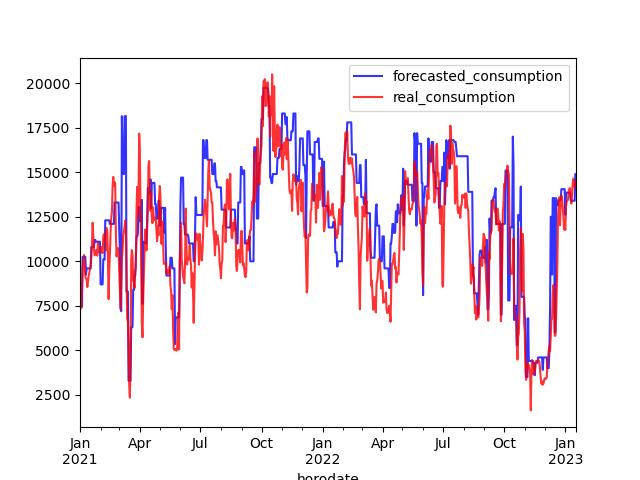 forecasted_consumption
real_consumption
20000
17500
15000
12500
10000
7500
5000
2500
Jan Apr Jul Oct Jan Apr Jul Oct Jan
2021 2022 2023
horodate